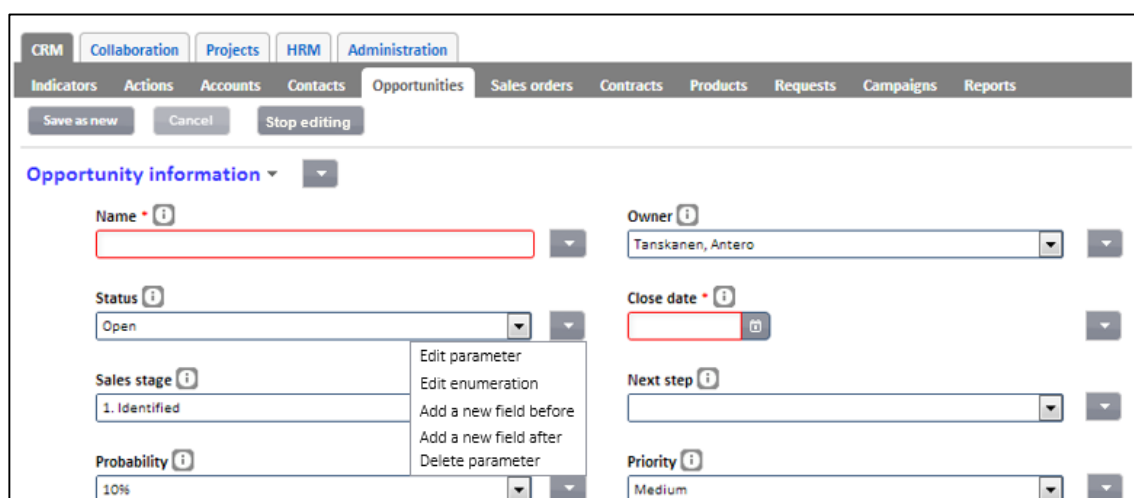 CRM Collaboration Projects HRM Administration
Indicators Actions Accounts Contacts Opportunities Sales orders Contracts Products Requests Campaigns Reports
Save as new Cancel Stop editing
Opportunity information
Name * Owner
Tanskanen, Antero
Status Close date *
Open
Edit parameter
Edit enumeration
Add a new field before
Add a new field after
Delete parameter
Sales stage Next step
1. Identified
Probability Priority
10% Medium